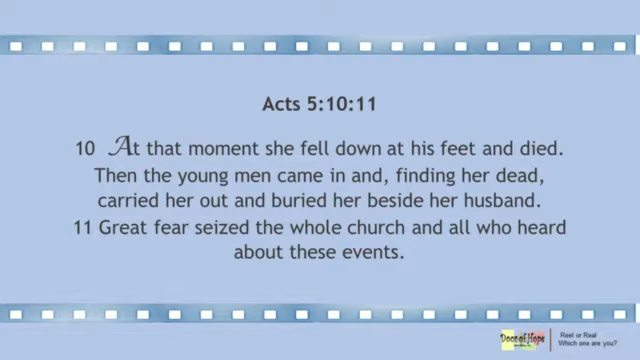 Acts 5:10:11
10 At that moment she fell down at his feet and died.
Then the young men came in and, finding her dead,
carried her out and buried her beside her husband.
11 Great fear seized the whole church and all who heard
about these events.
Door of Hope
Reel or Real
Which one are you?